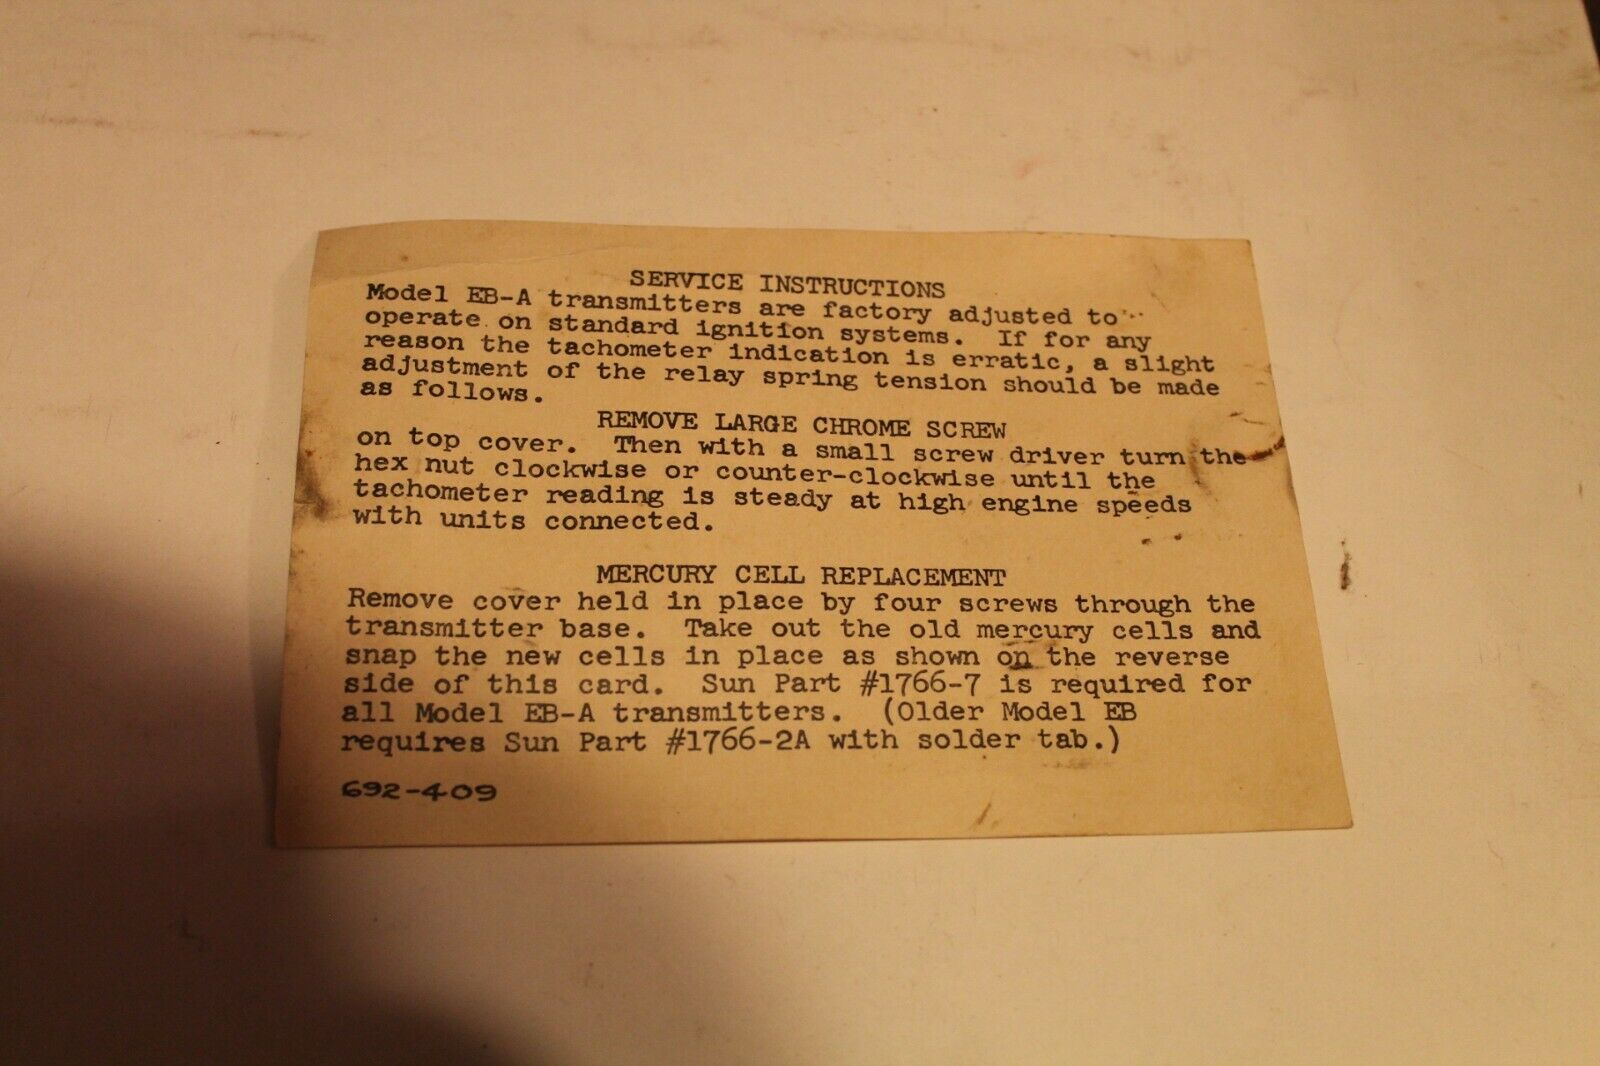 SERVICE INSTRUCTIONS
Model EB-A transmitters are factory adjusted to
operate on standard ignition systems. If for any
reason the tachometer indication is erratic, a slight
adjustment of the relay spring tension should be made
as follows.
REMOVE LARGE CHROME SCREW
on top cover. Then with a small screw driver turn the
hex nut clockwise or counter-clockwise until the
tachometer reading is steady at high engine speeds
with units connected.
MERCURY CELL REPLACEMENT
Remove cover held in place by four screws through the
transmitter base. Take out the old mercury cells and
snap the new cells in place as shown on the reverse
side of this card. Sun Part #1766-7 is required for
all Model EB-A transmitters. (Older Model EB
requires Sun Part #1766-2A with solder tab.)
692-409